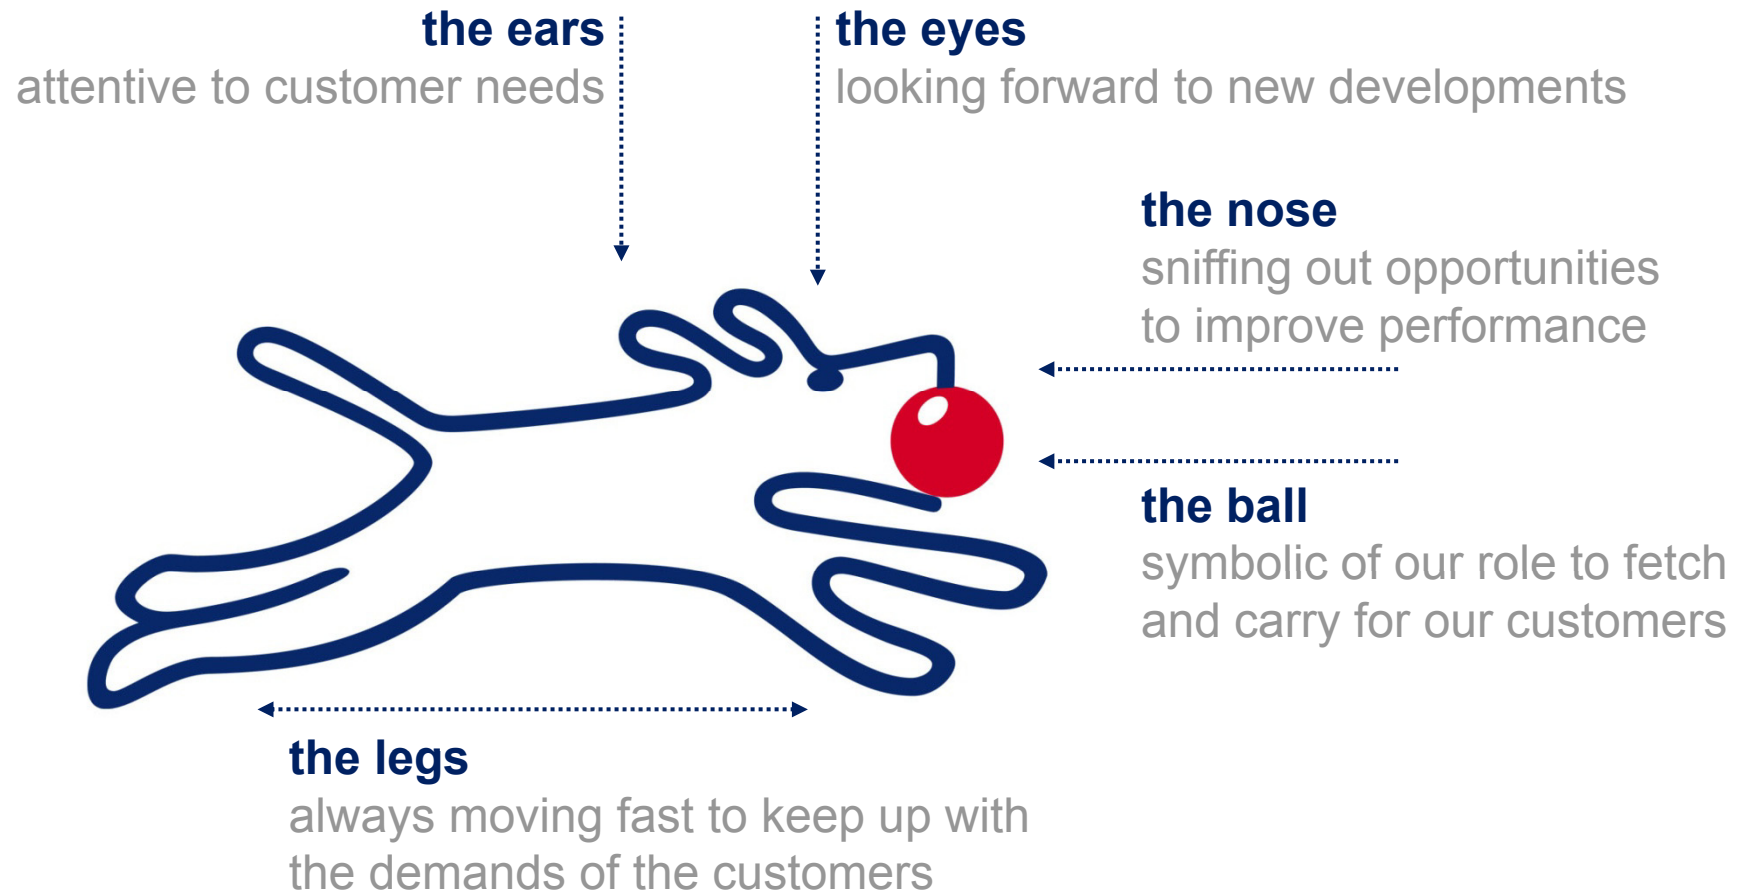 the ears
attentive to customer needs
the eyes
looking forward to new developments
the nose
sniffing out opportunities
to improve performance
the ball
symbolic of our role to fetch
and carry for our customers
the legs
always moving fast to keep up with
the demands of the customers